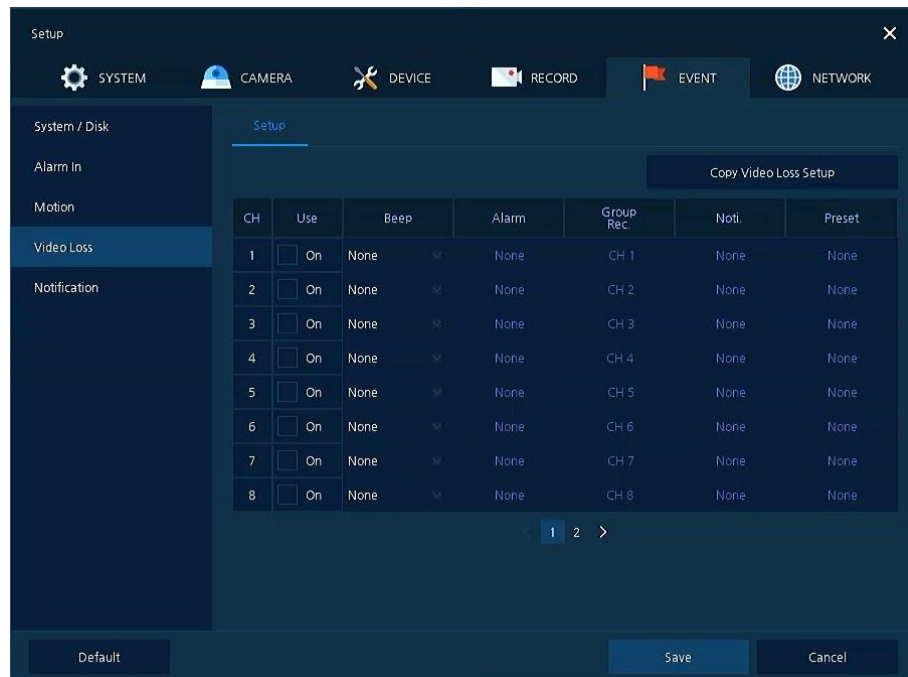 Setup
SYSTEM CAMERA DEVICE RECORD EVENT NETWORK
System / Disk
Alarm In
Motion
Video Loss
Notification
Setup
Copy Video Loss Setup
CH Use Beep Alarm Group Rec. Noti. Preset
1 On None None CH 1 None None
2 On None None CH 2 None None
3 On None None CH 3 None None
4 On None None CH 4 None None
5 On None None CH 5 None None
6 On None None CH 6 None None
7 On None None CH 7 None None
8 On None None CH 8 None None
< 1 2 >
Default Save Cancel